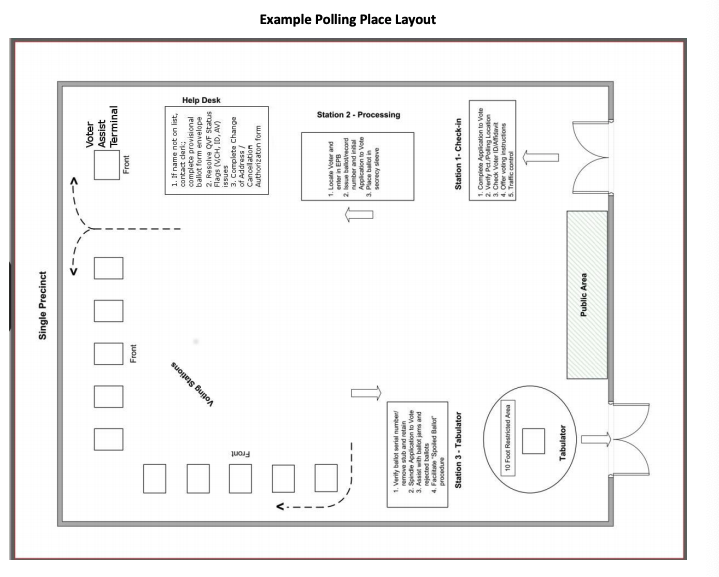 Example Polling Place Layout
Single Precinct
Voter
Assist
Terminal
Front
Help Desk
1. If name not on list,
contact clerk;
complete provisional
ballot form envelope
2. Resolve QVF Status
Flags (V,CH, ID, AV)
issues
3. Complete Change
of Address /
Cancellation
Authorization form
Station 2 - Processing
1. Locate Voter and
enter in EPB
2. Issue ballot/record
number and initial
Application to Vote
3. Place ballot in
secrecy sleeve
Station 1- Check-in
1. Complete Application to Vote
2. Verify Pct./Polling Location
3. Check Voter ID/Affidavit
4. Offer voting instructions
5. Traffic control
Public Area
Front
Voting Stations
Front
1. Verify ballot serial number/
remove stub and retain
2. Spindle Application to Vote
3. Assist with ballot jams and
rejected ballots
4. Facilitate "Spoiled Ballot"
procedure
Station 3 - Tabulator
10 Foot Restricted Area
Tabulator